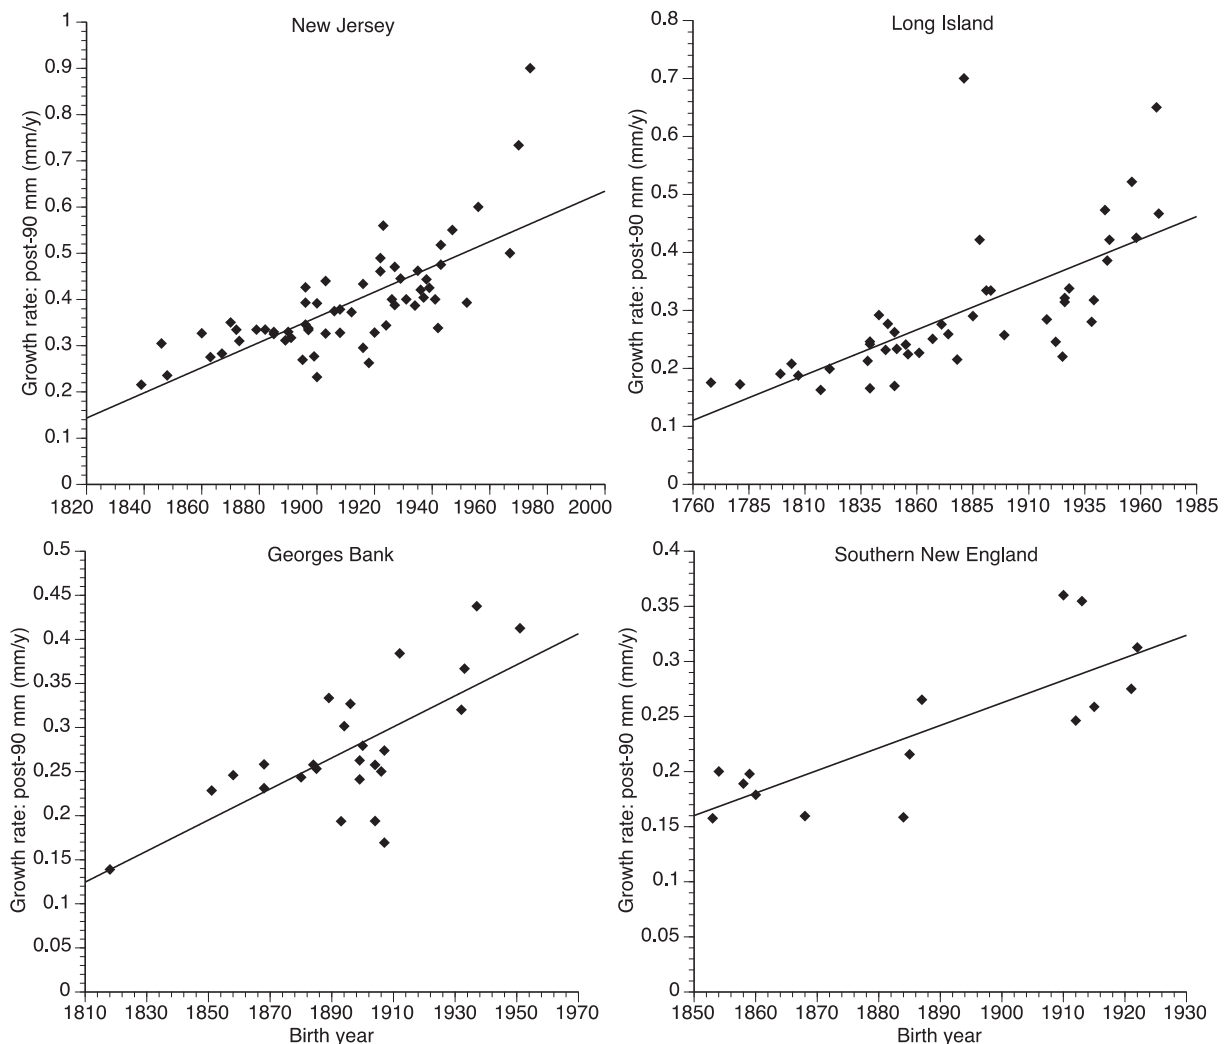 New Jersey
Growth rate: post-90 mm (mm/y)
1
0.9
0.8
0.7
0.6
0.5
0.4
0.3
0.2
0.1
0
1820 1840 1860 1880 1900 1920 1940 1960 1980 2000
Long Island
Growth rate: post-90 mm (mm/y)
0.8
0.7
0.6
0.5
0.4
0.3
0.2
0.1
0
1760 1785 1810 1835 1860 1885 1910 1935 1960 1985
Georges Bank
Growth rate: post-90 mm (mm/y)
0.5
0.45
0.4
0.35
0.3
0.25
0.2
0.15
0.1
0.05
0
1810 1830 1850 1870 1890 1910 1930 1950 1970
Birth year
Southern New England
Growth rate: post-90 mm (mm/y)
0.4
0.35
0.3
0.25
0.2
0.15
0.1
0.05
0
1850 1860 1870 1880 1890 1900 1910 1920 1930
Birth year